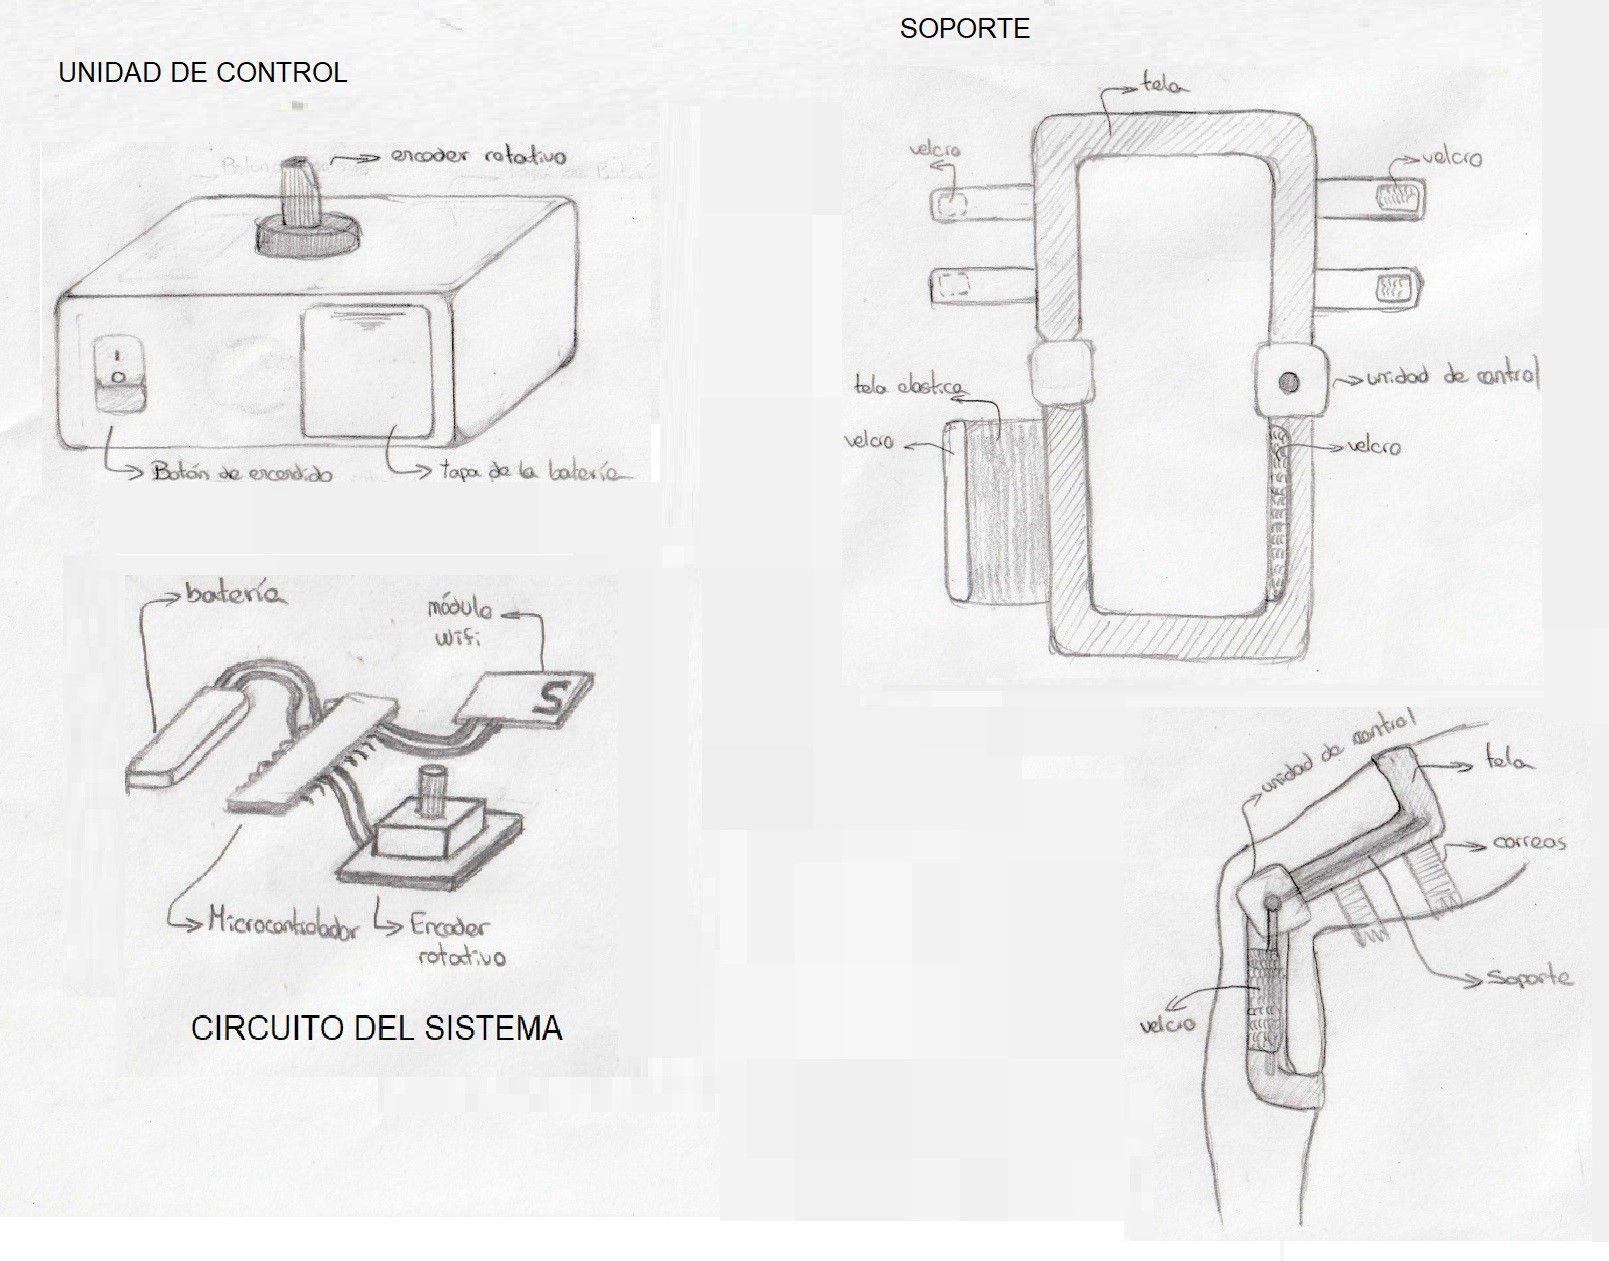 UNIDAD DE CONTROL
encoder rotativo
Botón de encendido
tapa de la batería
batería
módulo
wifi
S
Microcontrolador
Encoder
rotativo
CIRCUITO DEL SISTEMA
SOPORTE
tela
velcro
velcro
tela elastica
unidad de control
velcro
velcro
unidad de control
tela
correas
Soporte
velcro